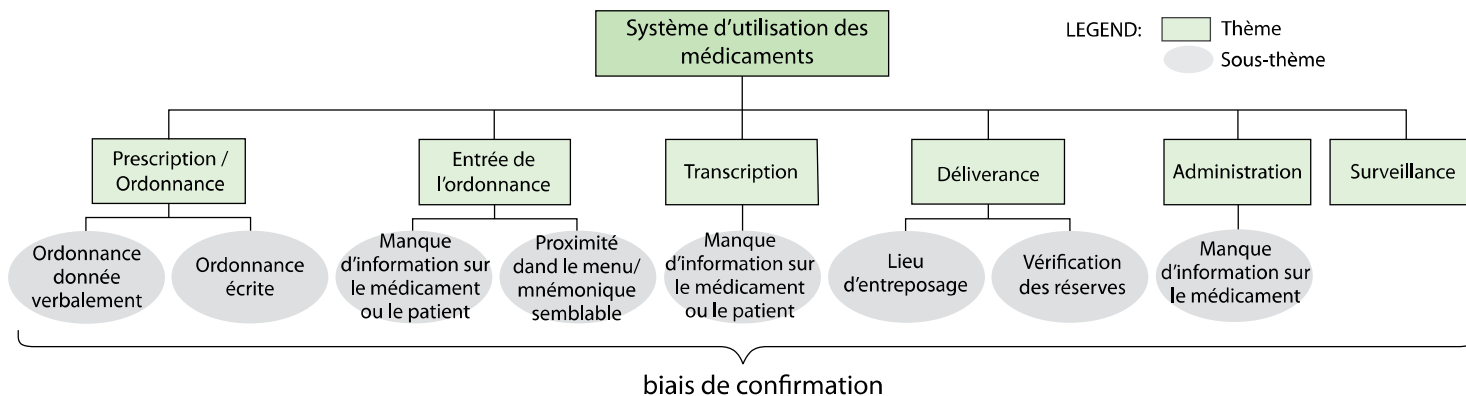 Système d'utilisation des
médicaments
LEGEND:
Thème
Sous-thème
Prescription /
Ordonnance
Entrée de
l'ordonnance
Transcription
Déliverance
Administration
Surveillance
Ordonnance
donnée
verbalement
Ordonnance
écrite
Manque
d'information sur
le médicament
ou le patient
Proximité
dand le menu/
mnémonique
semblable
Manque
d'information sur
le médicament
ou le patient
Lieu
d'entreposage
Vérification
des réserves
Manque
d'information sur
le médicament
biais de confirmation